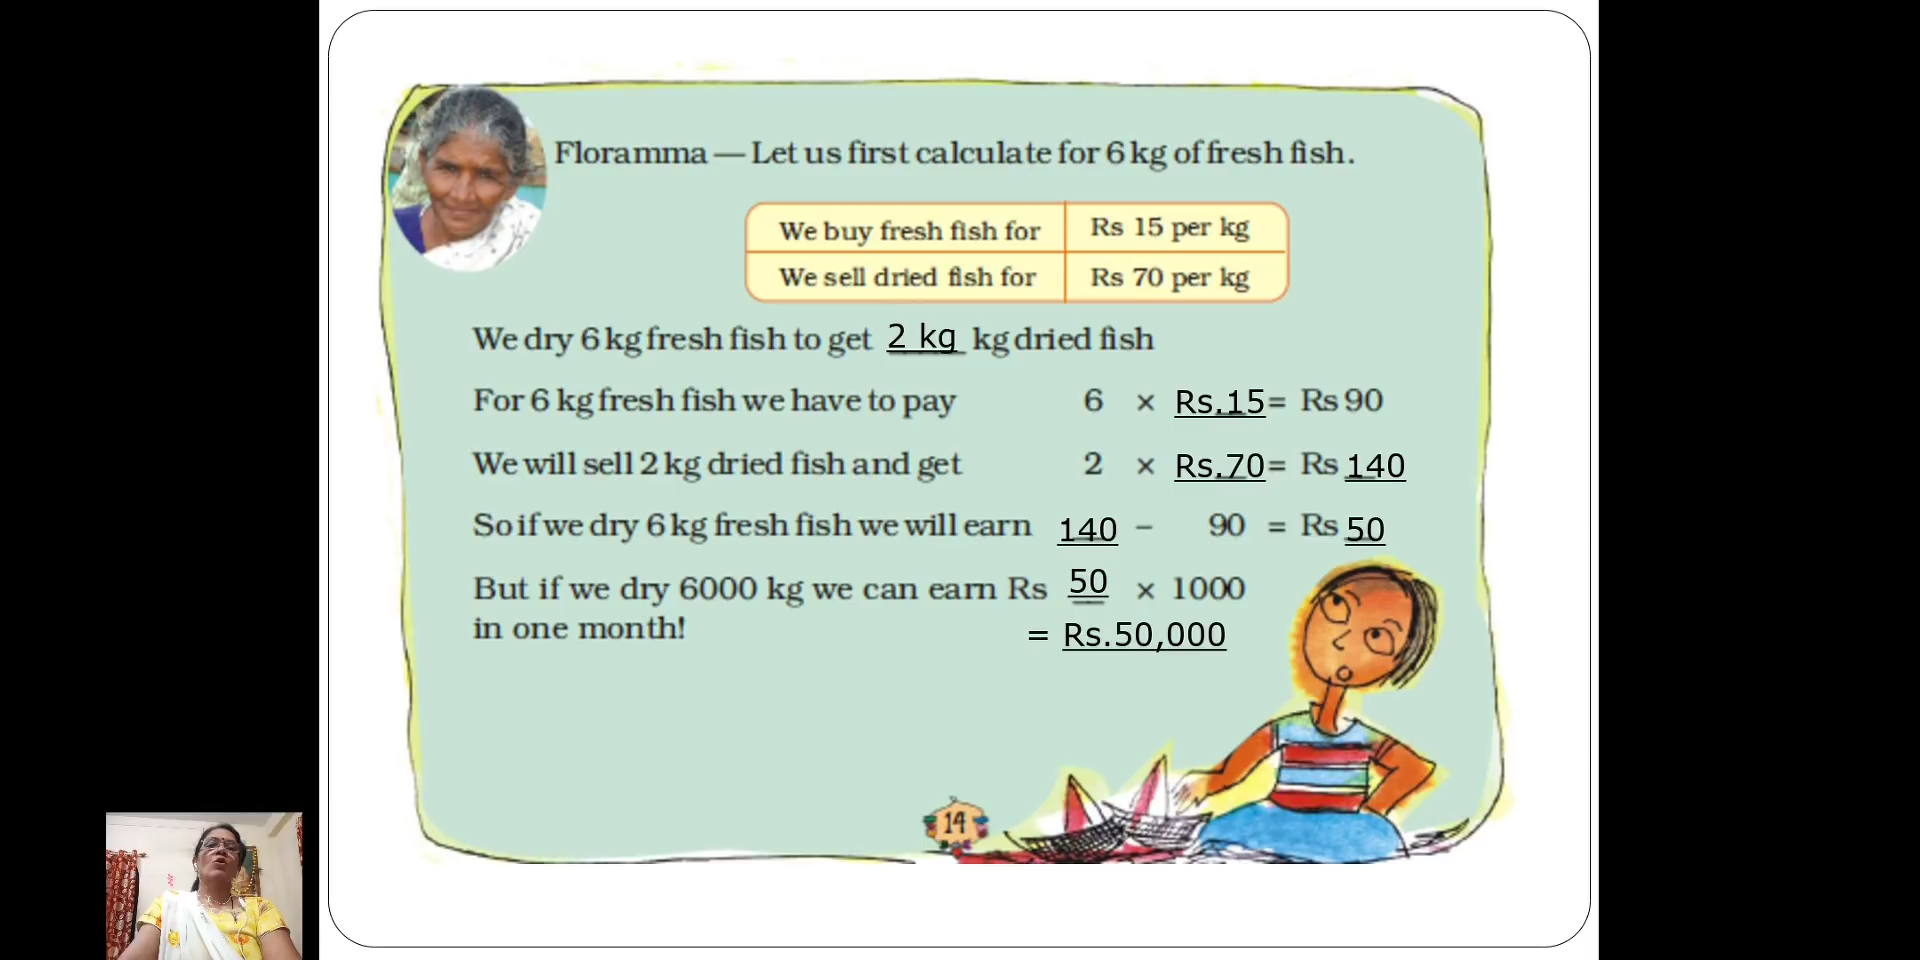 Floramma — Let us first calculate for 6 kg of fresh fish.
We buy fresh fish for Rs 15 per kg
We sell dried fish for Rs 70 per kg
We dry 6 kg fresh fish to get 2 kg kg dried fish
For 6 kg fresh fish we have to pay 6 × Rs.15 = Rs 90
We will sell 2 kg dried fish and get 2 × Rs.70 = Rs 140
So if we dry 6 kg fresh fish we will earn 140 – 90 = Rs 50
But if we dry 6000 kg we can earn Rs 50 × 1000
in one month! = Rs.50,000
14